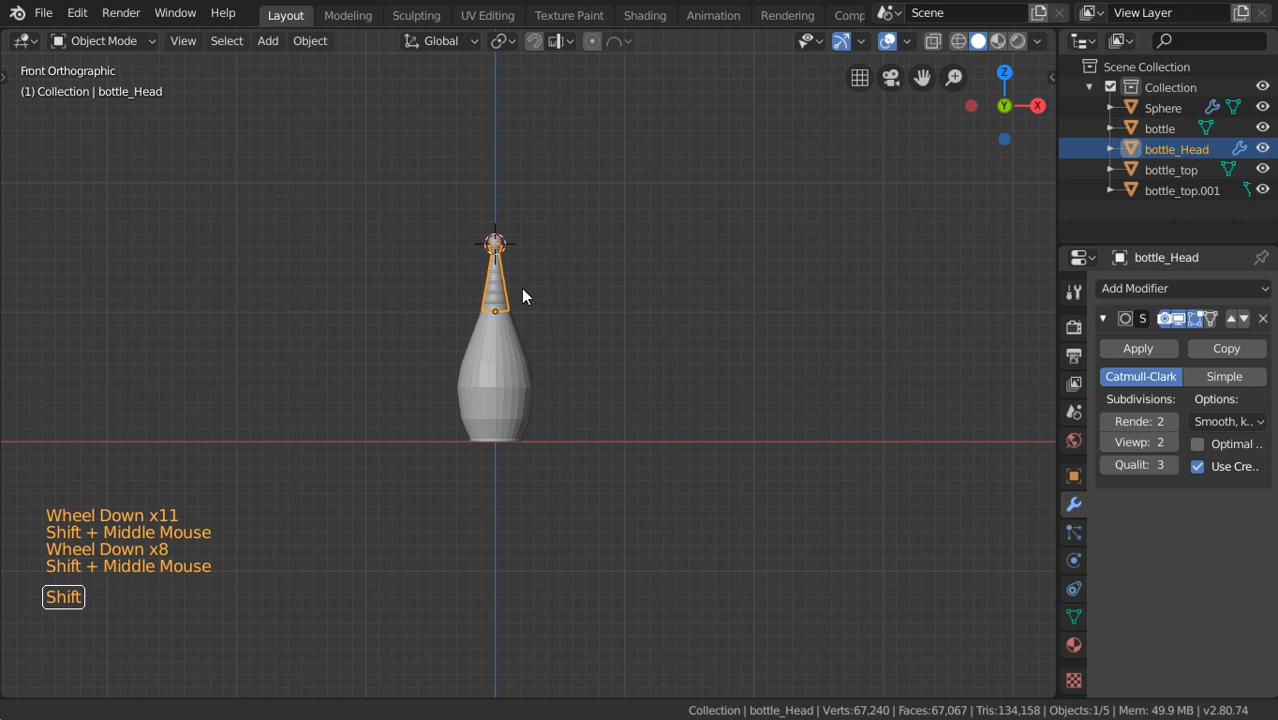 File Edit Render Window Help Layout Modeling Sculpting UV Editing Texture Paint Shading Animation Rendering Comp Scene View Layer
Object Mode View Select Add Object Global
Front Orthographic
(1) Collection | bottle_Head
Z
Y
X
Scene Collection
Collection
Sphere
bottle
bottle_Head
bottle_top
bottle_top.001
bottle_Head
Add Modifier
S
Apply Copy
Catmull-Clark Simple
Subdivisions: Options:
Rende: 2 Smooth, k..
Viewp: 2 Optimal ..
Qualit: 3 Use Cre..
Wheel Down x11
Shift + Middle Mouse
Wheel Down x8
Shift + Middle Mouse
Shift
Collection | bottle_Head | Verts:67,240 | Faces:67,067 | Tris:134,158 | Objects:1/5 | Mem: 49.9 MB | v2.80.74